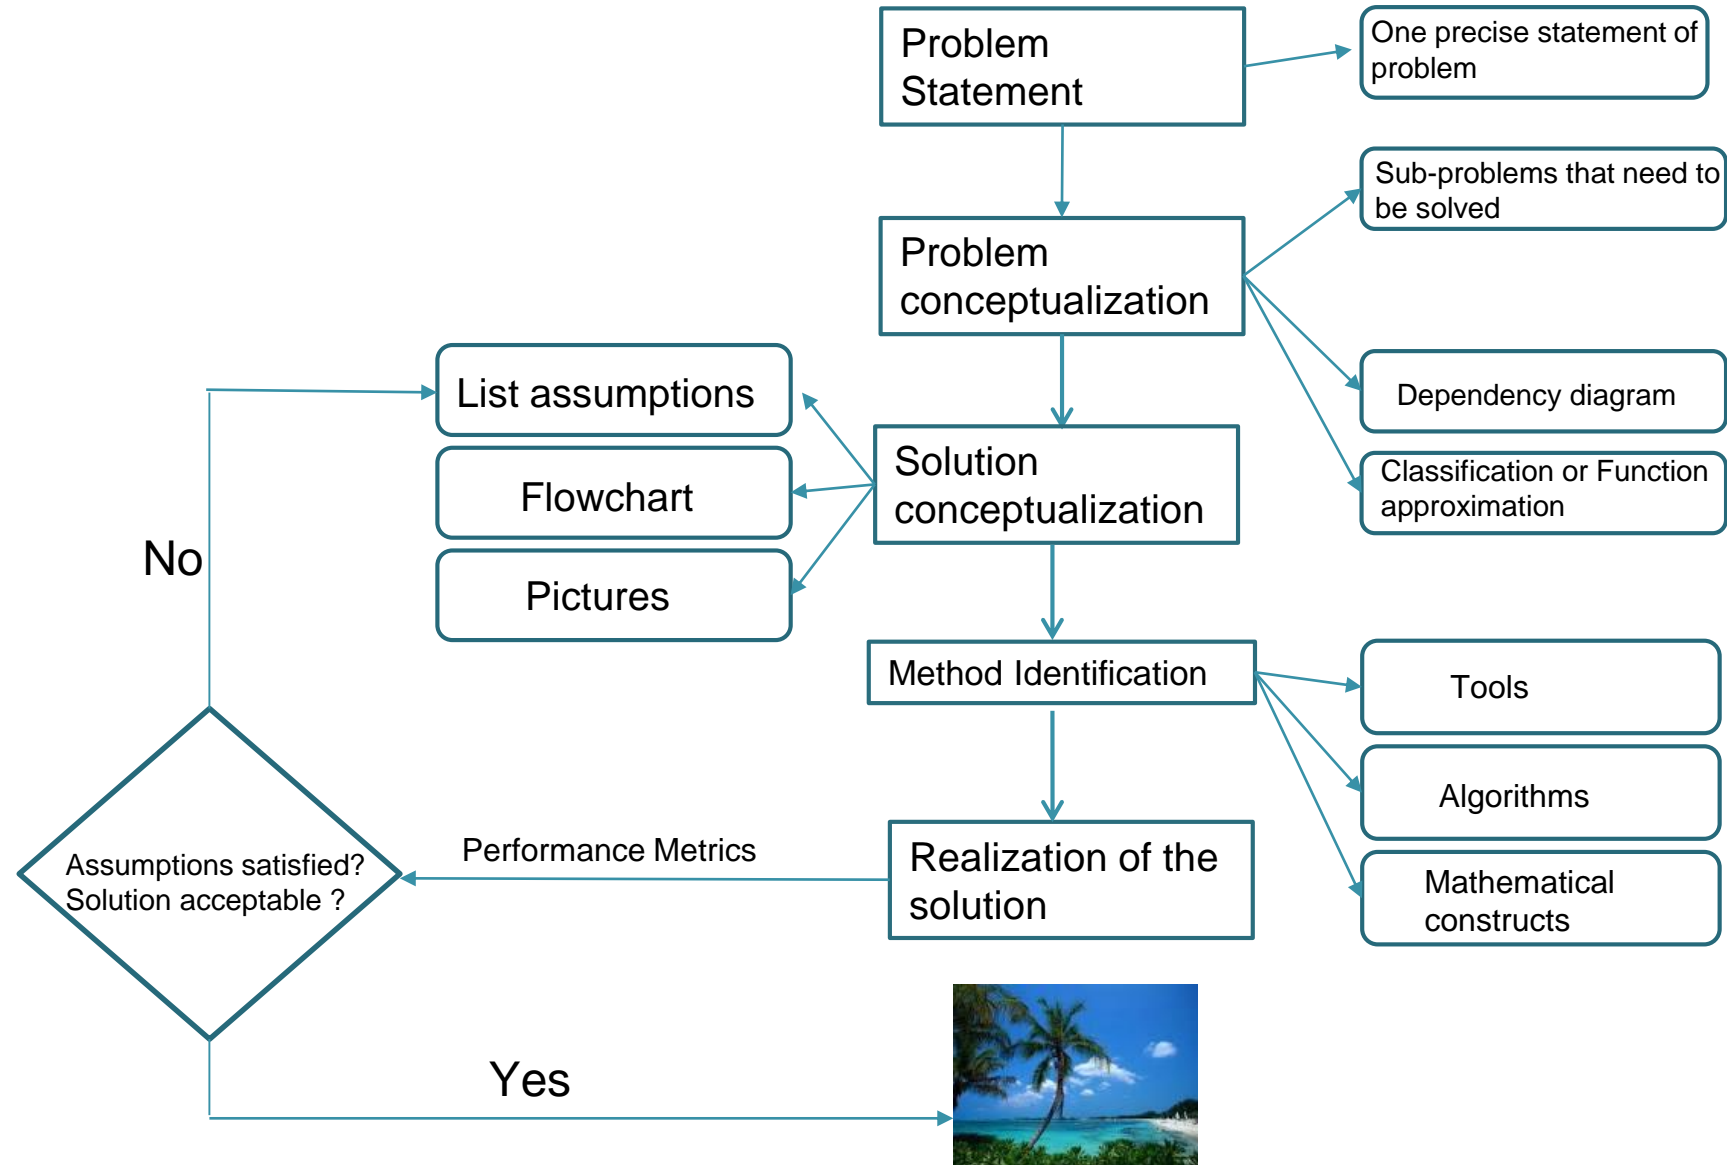 Problem
Statement
One precise statement of
problem
Sub-problems that need to
be solved
Problem
conceptualization
Dependency diagram
Classification or Function
approximation
List assumptions
Flowchart
Pictures
Solution
conceptualization
No
Method Identification
Tools
Algorithms
Mathematical
constructs
Realization of the
solution
Performance Metrics
Assumptions satisfied?
Solution acceptable ?
Yes